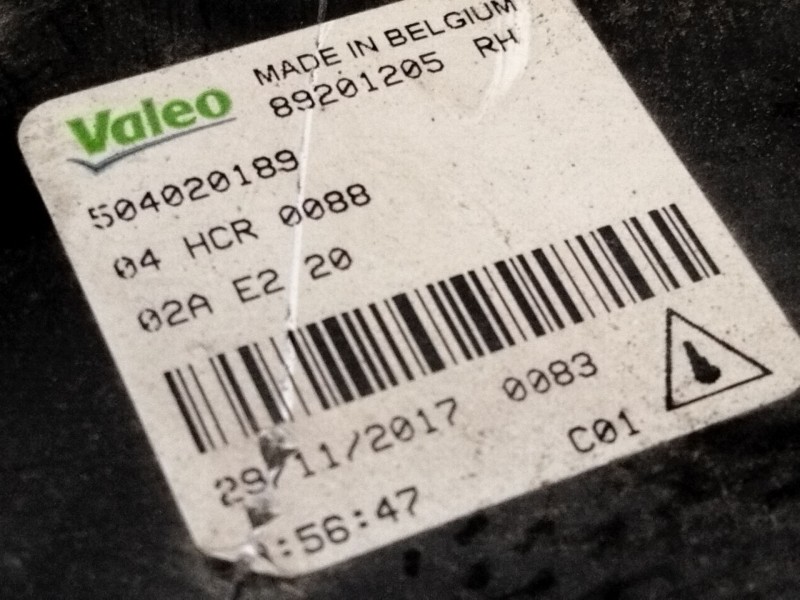 MADE IN BELGIUM
Valeo 89201205 RH
504020189
04 HCR 0088
02A E2 20
29/11/2017 0083
:56:47 C01